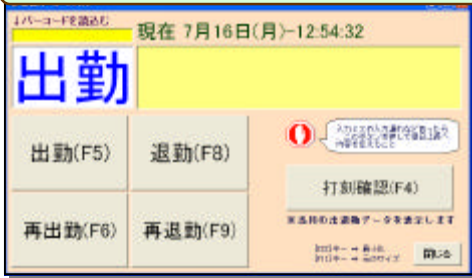 ↓バーコードを読込む
現在 7月16日(月)-12:54:32
出勤
出勤(F5)
退勤(F8)
打刻確認(F4)
再出勤(F6)
再退勤(F9)
※当月の出退勤データを表示します
閉じる